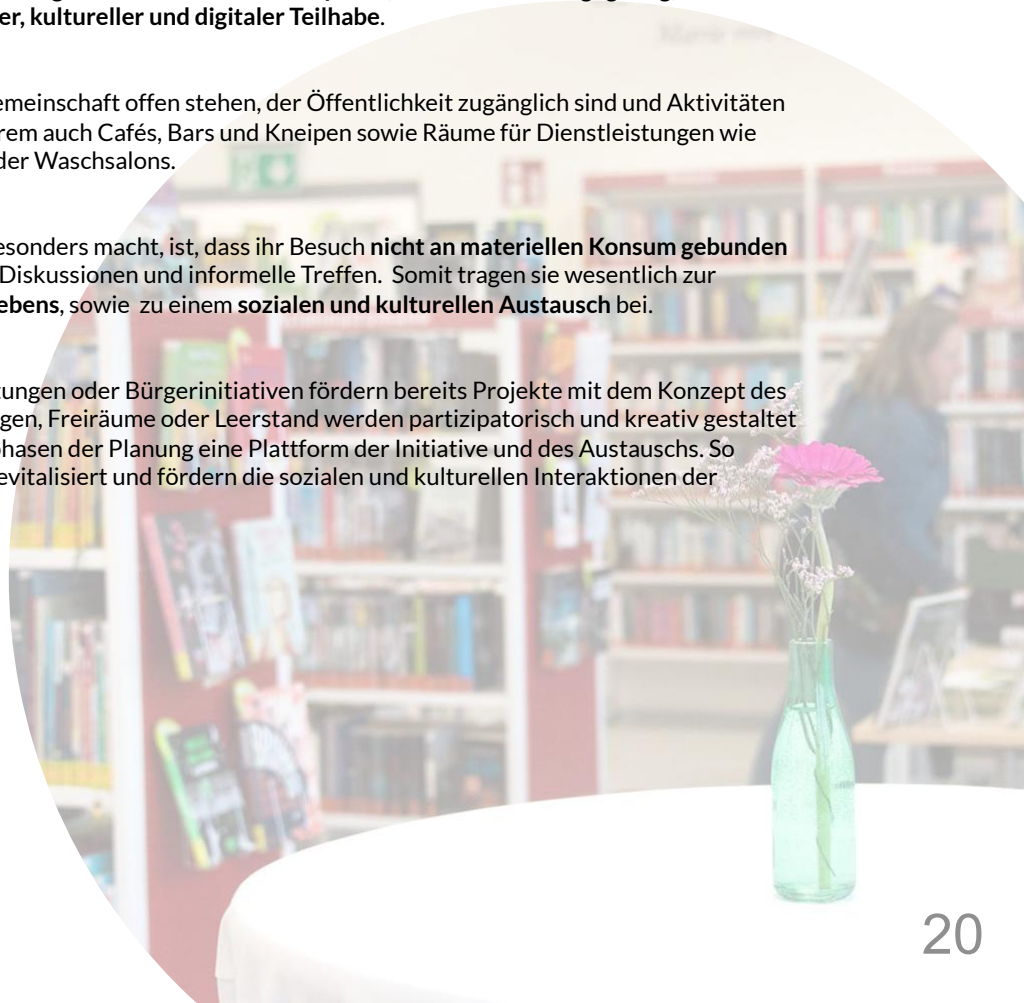 er, kultureller und digitaler Teilhabe.
emeinschaft offen stehen, der Öffentlichkeit zugänglich sind und Aktivitäten
rem auch Cafés, Bars und Kneipen sowie Räume für Dienstleistungen wie
der Waschsalons.
esonders macht, ist, dass ihr Besuch nicht an materiellen Konsum gebunden
Diskussionen und informelle Treffen. Somit tragen sie wesentlich zur
ebens, sowie zu einem sozialen und kulturellen Austausch bei.
tungen oder Bürgerinitiativen fördern bereits Projekte mit dem Konzept des
gen, Freiräume oder Leerstand werden partizipatorisch und kreativ gestaltet
phasen der Planung eine Plattform der Initiative und des Austauschs. So
evitalisiert und fördern die sozialen und kulturellen Interaktionen der
20